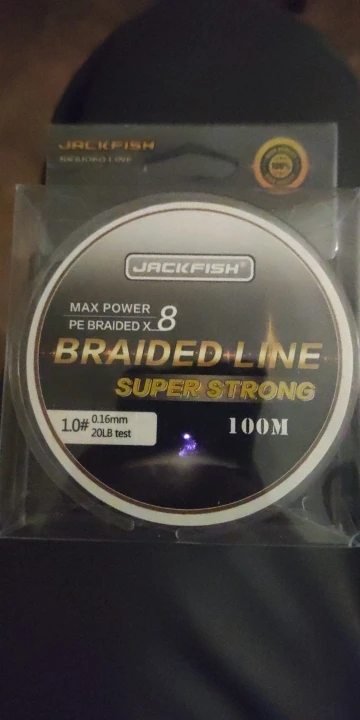 JACKFISH
BRAIDED LINE
JACKFISH
MAX POWER
PE BRAIDED X 8
BRAIDED LINE
SUPER STRONG
1.0# 0.16mm
20LB test
100M